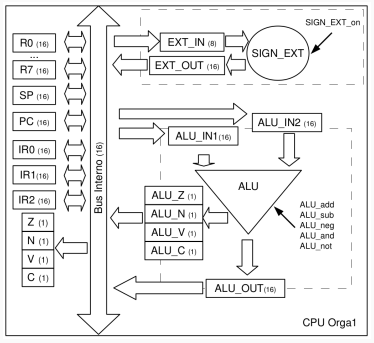 SIGN_EXT_on
R0 (16)
...
R7 (16)
SP (16)
PC (16)
IR0 (16)
IR1 (16)
IR2 (16)
Z (1)
N (1)
V (1)
C (1)
Bus Interno (16)
EXT_IN (8)
EXT_OUT (16)
SIGN_EXT
ALU_IN1(16)
ALU_IN2(16)
ALU
ALU_Z (1)
ALU_N (1)
ALU_V (1)
ALU_C (1)
ALU_add
ALU_sub
ALU_neg
ALU_and
ALU_not
ALU_OUT(16)
CPU Orga1